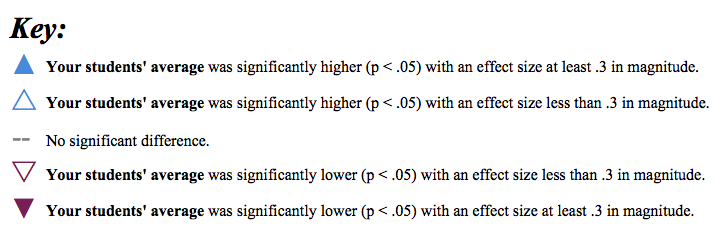 Key:
Your students' average was significantly higher (p < .05) with an effect size at least .3 in magnitude.
Your students' average was significantly higher (p < .05) with an effect size less than .3 in magnitude.
-- No significant difference.
Your students' average was significantly lower (p < .05) with an effect size less than .3 in magnitude.
Your students' average was significantly lower (p < .05) with an effect size at least .3 in magnitude.